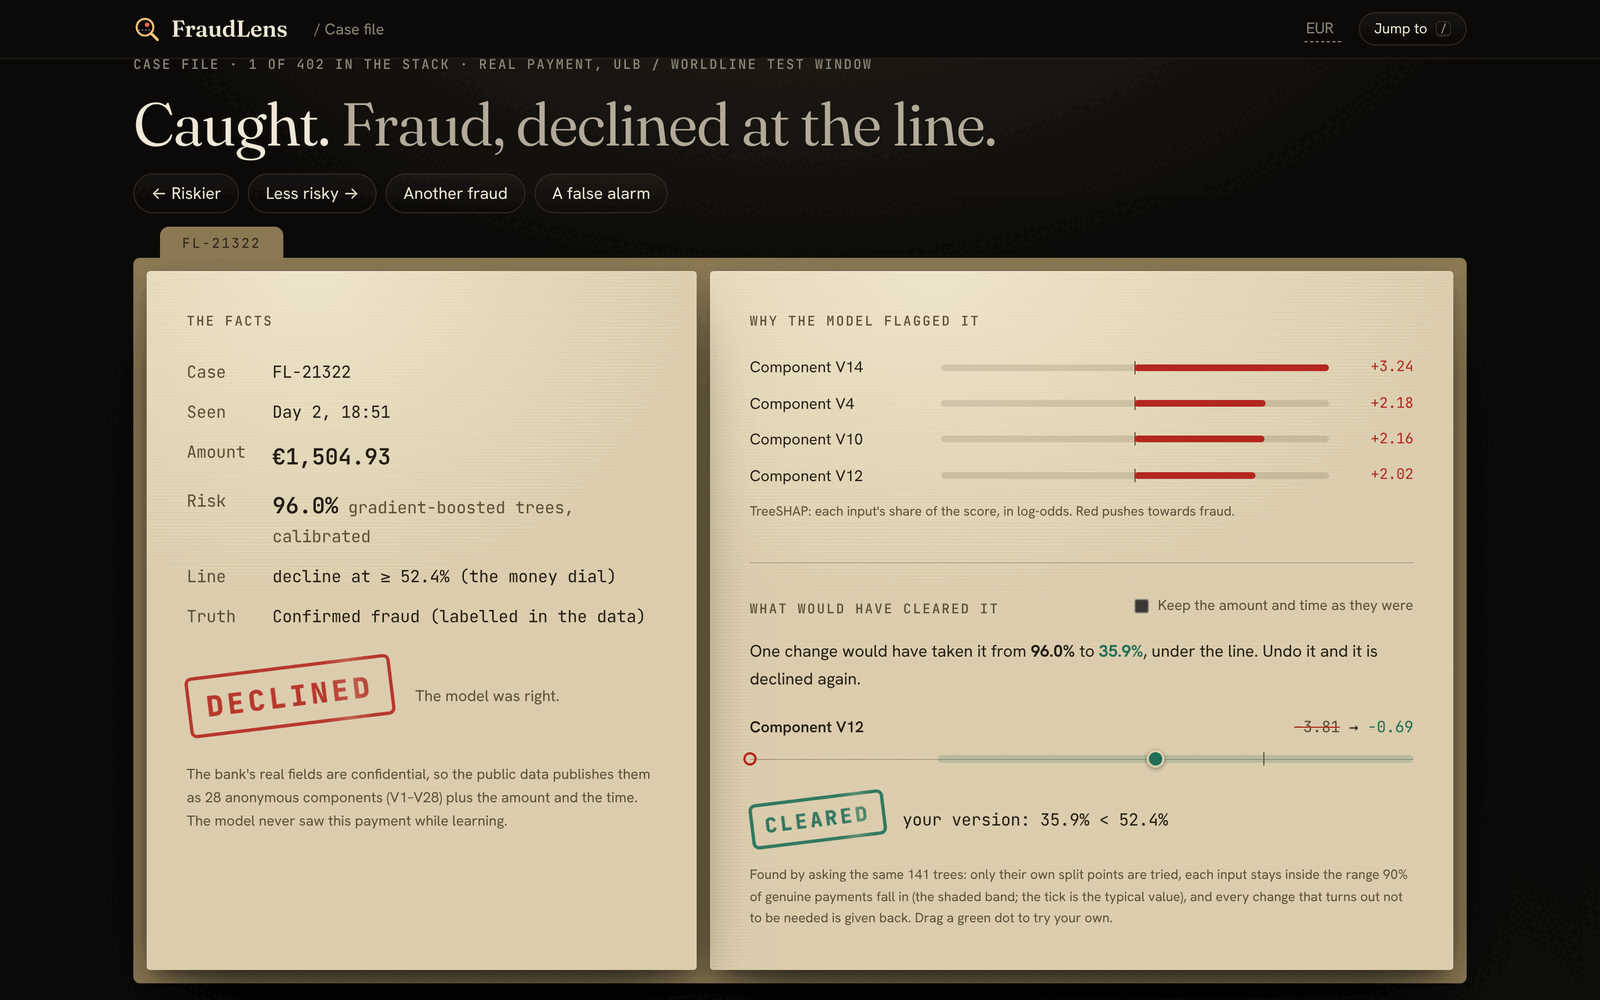 FraudLens / Case file EUR Jump to /
CASE FILE · 1 OF 402 IN THE STACK · REAL PAYMENT, ULB / WORLDLINE TEST WINDOW
Caught. Fraud, declined at the line.
← Riskier Less risky → Another fraud A false alarm
FL-21322
THE FACTS
Case FL-21322
Seen Day 2, 18:51
Amount €1,504.93
Risk 96.0% gradient-boosted trees,
calibrated
Line decline at ≥ 52.4% (the money dial)
Truth Confirmed fraud (labelled in the data)
DECLINED The model was right.
The bank's real fields are confidential, so the public data publishes them
as 28 anonymous components (V1–V28) plus the amount and the time.
The model never saw this payment while learning.
WHY THE MODEL FLAGGED IT
Component V14 +3.24
Component V4 +2.18
Component V10 +2.16
Component V12 +2.02
TreeSHAP: each input's share of the score, in log-odds. Red pushes towards fraud.
WHAT WOULD HAVE CLEARED IT Keep the amount and time as they were
One change would have taken it from 96.0% to 35.9%, under the line. Undo it and it is
declined again.
Component V12 -3.81 → -0.69
CLEARED your version: 35.9% < 52.4%
Found by asking the same 141 trees: only their own split points are tried, each input stays inside the range 90%
of genuine payments fall in (the shaded band; the tick is the typical value), and every change that turns out not
to be needed is given back. Drag a green dot to try your own.